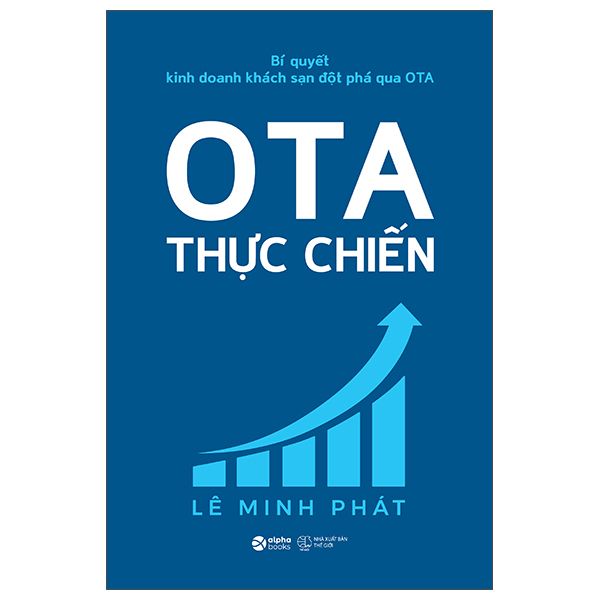 Bí quyết
kinh doanh khách sạn đột phá qua OTA
OTA
THỰC CHIẾN
LÊ MINH PHÁT
alpha
books
NHÀ XUẤT BẢN
THẾ GIỚI